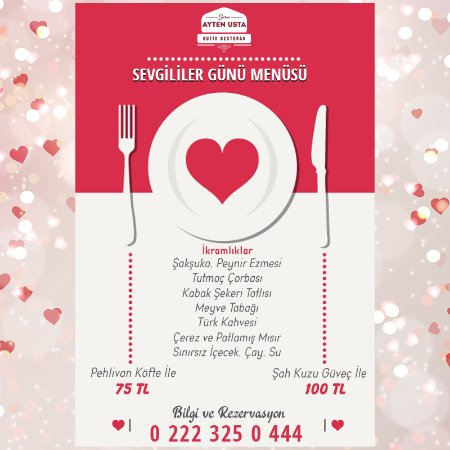 Şirine
AYTEN USTA
BUTİK RESTORAN
SEVGİLİLER GÜNÜ MENÜSÜ
İkramlıklar
Şakşuka, Peynir Ezmesi
Tutmaç Çorbası
Kabak Şekeri Tatlısı
Meyve Tabağı
Türk Kahvesi
Çerez ve Patlamış Mısır
Sınırsız İçecek, Çay, Su
Pehlivan Köfte İle
75 TL
Şah Kuzu Güveç İle
100 TL
Bilgi ve Rezervasyon
0 222 325 0 444